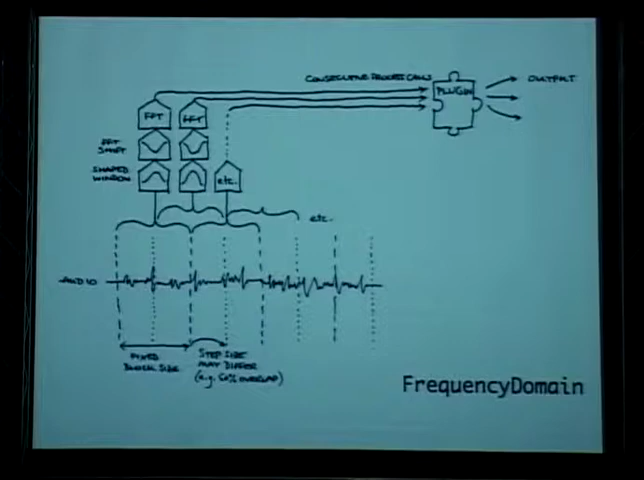 CONSECUTIVE PROCESS CALLS
OUTPUT
PLUGIN
FFT
FFT
FFT
SHIFT
SHAPED
WINDOW
etc.
etc.
AUDIO
FIXED
BLOCK SIZE
STEP SIZE
MAY DIFFER
(e.g. 50% OVERLAP)
FrequencyDomain